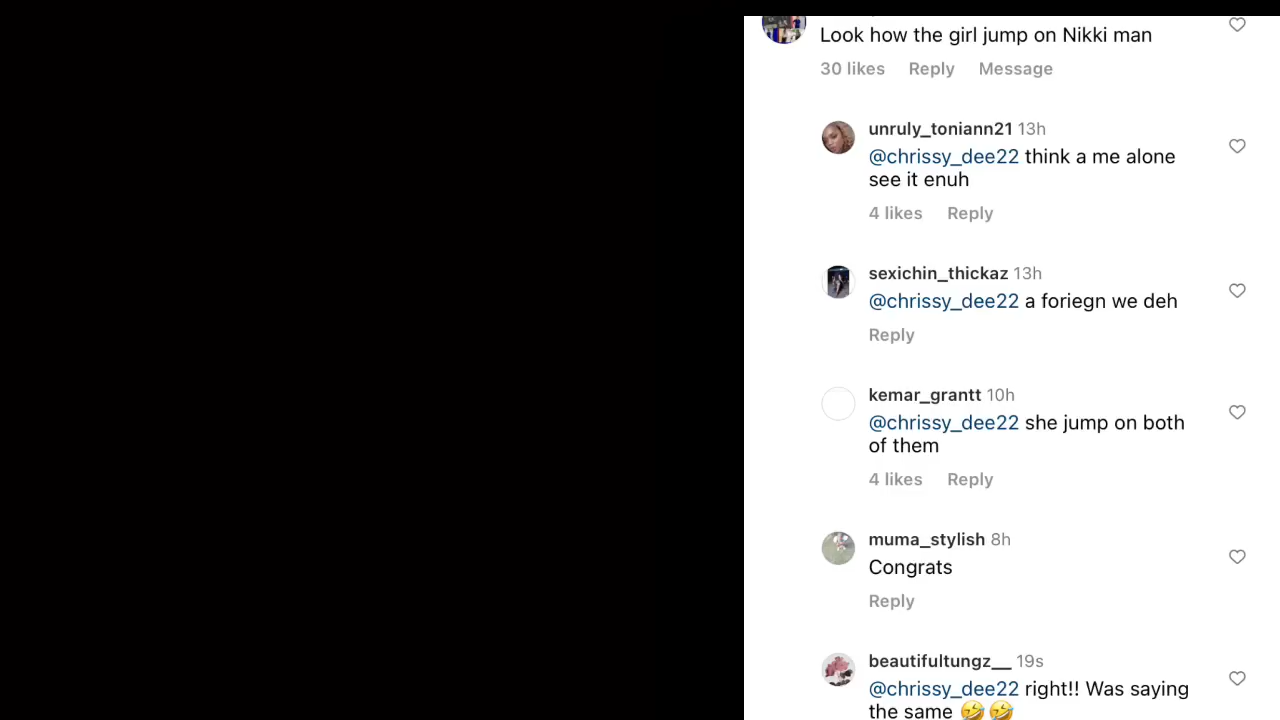 Look how the girl jump on Nikki man
30 likes Reply Message
unruly_toniann21 13h
@chrissy_dee22 think a me alone
see it enuh
4 likes Reply
sexichin_thickaz 13h
@chrissy_dee22 a foriegn we deh
Reply
kemar_grantt 10h
@chrissy_dee22 she jump on both
of them
4 likes Reply
muma_stylish 8h
Congrats
Reply
beautifultungz__ 19s
@chrissy_dee22 right!! Was saying
the same 🤣🤣